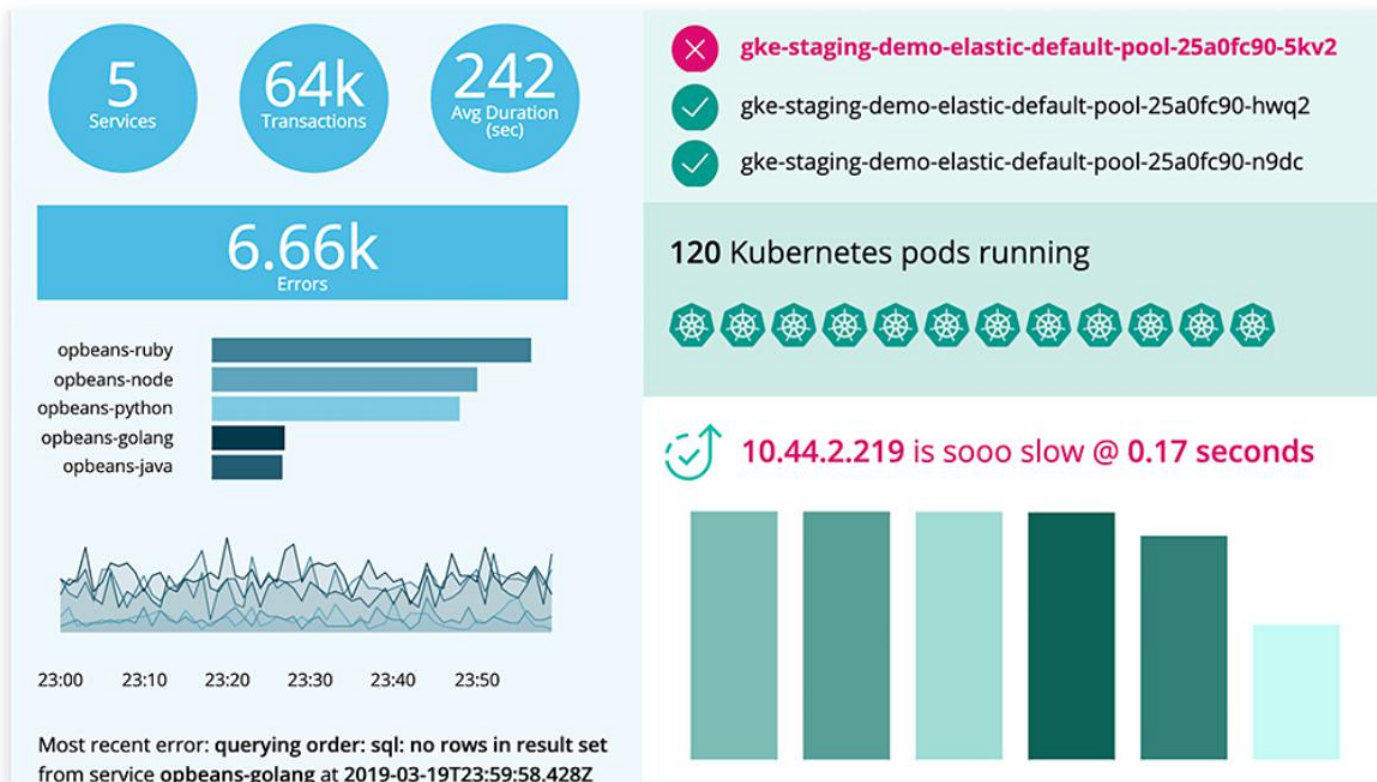 5
Services
64k
Transactions
242
Avg Duration
(sec)
6.66k
Errors
opbeans-ruby
opbeans-node
opbeans-python
opbeans-golang
opbeans-java
23:00 23:10 23:20 23:30 23:40 23:50
Most recent error: querying order: sql: no rows in result set
from service opbeans-golang at 2019-03-19T23:59:58.428Z
gke-staging-demo-elastic-default-pool-25a0fc90-5kv2
gke-staging-demo-elastic-default-pool-25a0fc90-hwq2
gke-staging-demo-elastic-default-pool-25a0fc90-n9dc
120 Kubernetes pods running
10.44.2.219 is sooo slow @ 0.17 seconds